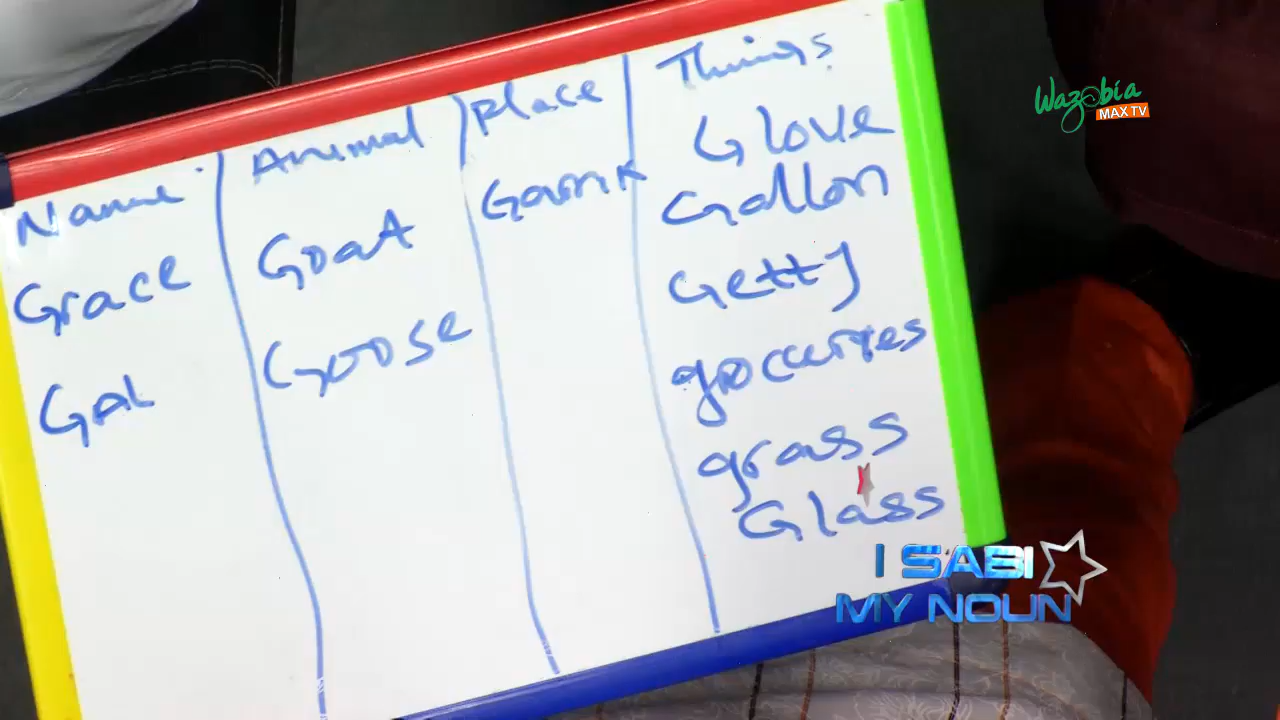 Wazobia
MAX TV
Name Animal Place Things
Grace Goat Glove
Gal Goose Gallon
Getty
groceries
grass
Glass
I SABI
MY NOUN